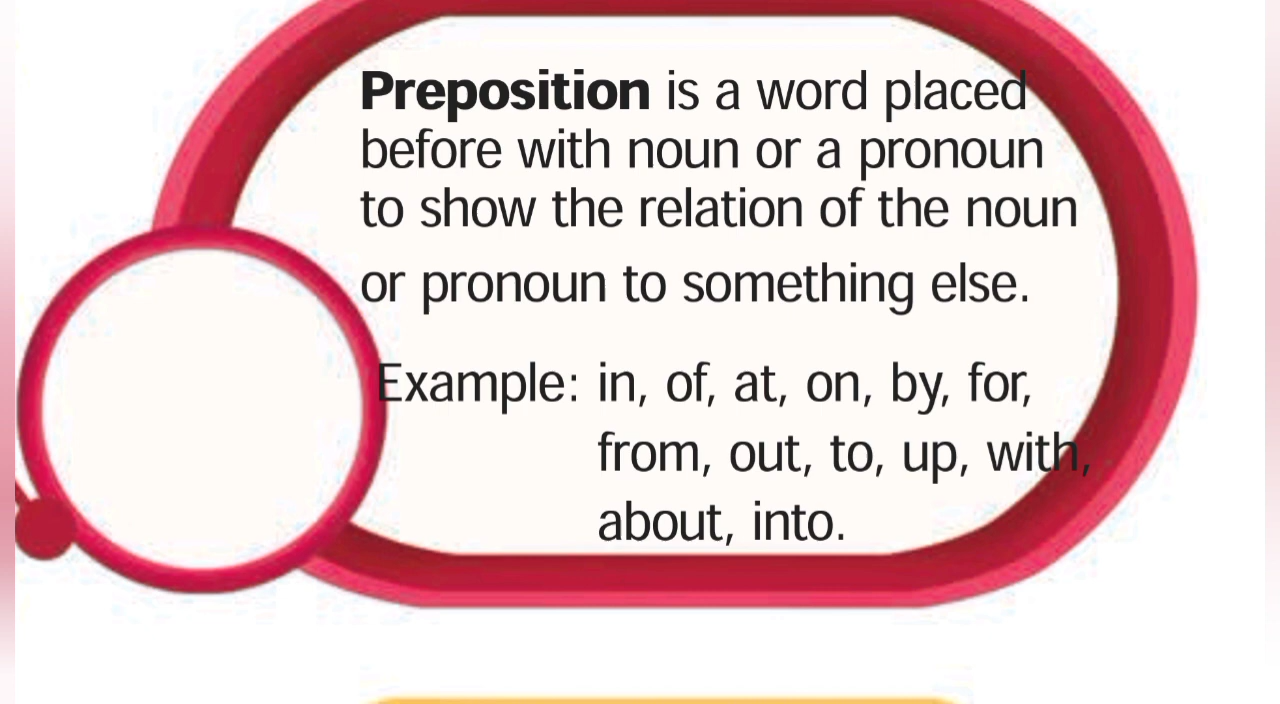 Preposition is a word placed
before with noun or a pronoun
to show the relation of the noun
or pronoun to something else.
Example: in, of, at, on, by, for,
from, out, to, up, with,
about, into.